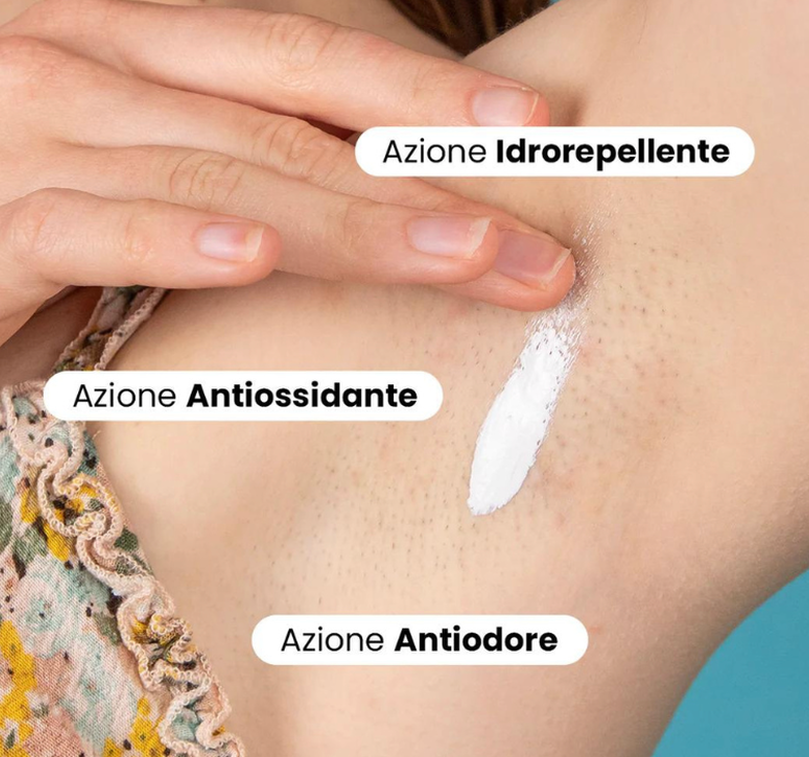 Azione Idrorepellente
Azione Antiossidante
Azione Antiodore